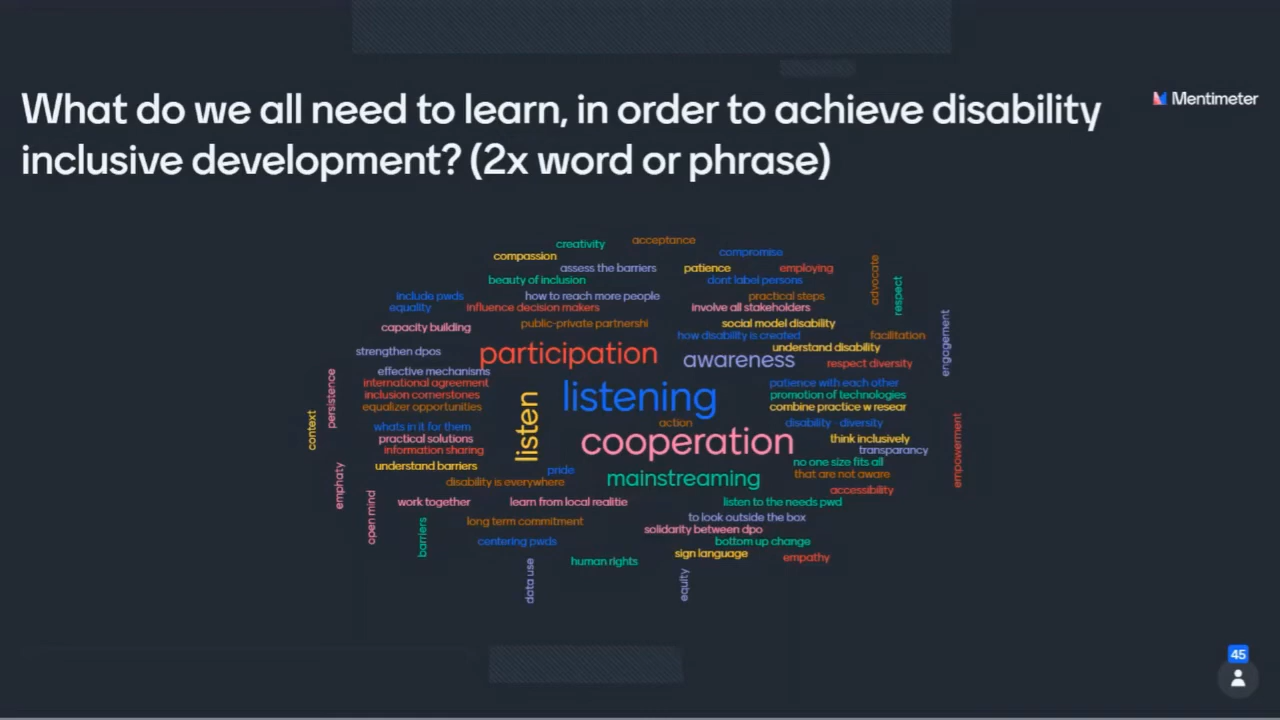 What do we all need to learn, in order to achieve disability
inclusive development? (2x word or phrase)
Mentimeter
creativity
acceptance
compassion
compromise
assess the barriers
patience
employing
beauty of inclusion
dont label persons
advocate
respect
include pwds
how to reach more people
practical steps
equality
influence decision makers
involve all stakeholders
capacity building
public-private partnershi
social model disability
how disability is created
facilitation
engagement
strengthen dpos
participation
awareness
understand disability
respect diversity
effective mechanisms
international agreement
inclusion cornerstones
equalizer opportunities
persistence
context
listen
listening
patience with each other
promotion of technologies
combine practice w resear
action
whats in it for them
practical solutions
information sharing
cooperation
disability
diversity
think inclusively
transparancy
empowerment
understand barriers
pride
mainstreaming
no one size fits all
that are not aware
disability is everywhere
accessibility
emphaty
open mind
work together
learn from local realitie
listen to the needs pwd
barriers
long term commitment
to look outside the box
solidarity between dpo
centering pwds
bottom up change
sign language
empathy
human rights
data use
equity
45